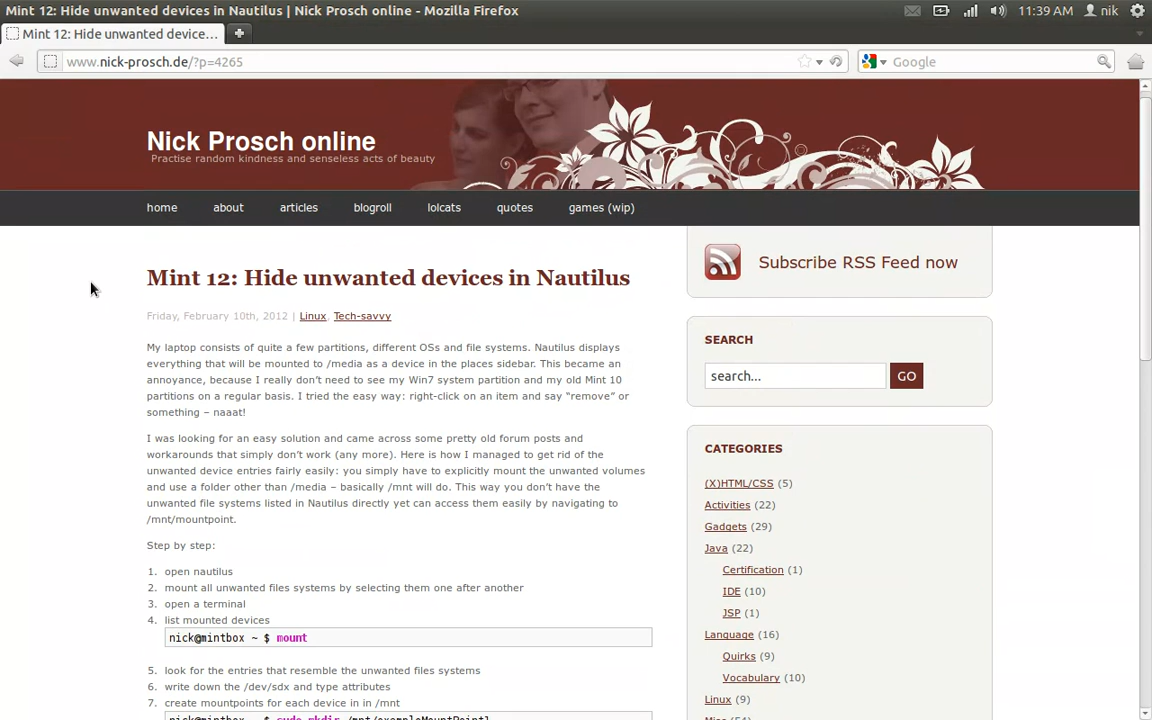 Mint 12: Hide unwanted devices in Nautilus | Nick Prosch online - Mozilla Firefox
11:39 AM nik
Mint 12: Hide unwanted device...
www.nick-prosch.de/?p=4265
Google
Nick Prosch online
Practise random kindness and senseless acts of beauty
home about articles blogroll lolcats quotes games (wip)
Mint 12: Hide unwanted devices in Nautilus
Friday, February 10th, 2012 | Linux, Tech-savvy
My laptop consists of quite a few partitions, different OSs and file systems. Nautilus displays
everything that will be mounted to /media as a device in the places sidebar. This became an
annoyance, because I really don't need to see my Win7 system partition and my old Mint 10
partitions on a regular basis. I tried the easy way: right-click on an item and say “remove” or
something – naaat!
I was looking for an easy solution and came across some pretty old forum posts and
workarounds that simply don't work (any more). Here is how I managed to get rid of the
unwanted device entries fairly easily: you simply have to explicitly mount the unwanted volumes
and use a folder other than /media – basically /mnt will do. This way you don't have the
unwanted file systems listed in Nautilus directly yet can access them easily by navigating to
/mnt/mountpoint.
Step by step:
1. open nautilus
2. mount all unwanted files systems by selecting them one after another
3. open a terminal
4. list mounted devices
nick@mintbox ~ $ mount
5. look for the entries that resemble the unwanted files systems
6. write down the /dev/sdx and type attributes
7. create mountpoints for each device in in /mnt
nick@mintbox ~ $ sudo mkdir /mnt/exempleMountPoint1
Subscribe RSS Feed now
SEARCH
search... GO
CATEGORIES
(X)HTML/CSS (5)
Activities (22)
Gadgets (29)
Java (22)
Certification (1)
IDE (10)
JSP (1)
Language (16)
Quirks (9)
Vocabulary (10)
Linux (9)
Misc (54)